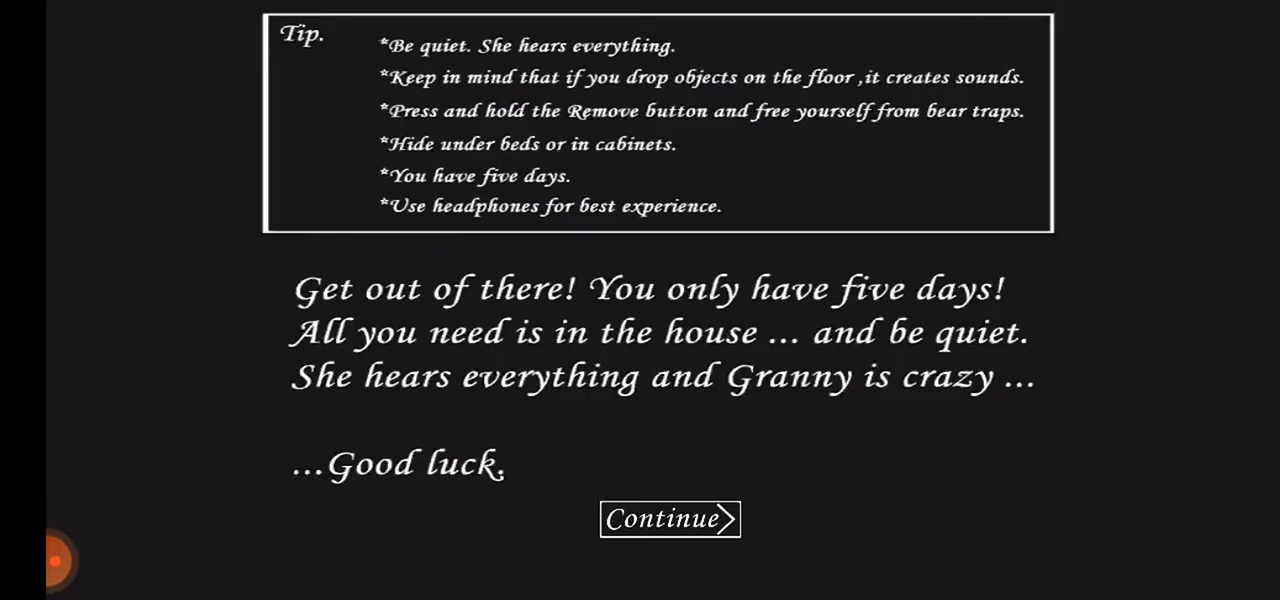 Tip.
*Be quiet. She hears everything.
*Keep in mind that if you drop objects on the floor ,it creates sounds.
*Press and hold the Remove button and free yourself from bear traps.
*Hide under beds or in cabinets.
*You have five days.
*Use headphones for best experience.
Get out of there! You only have five days!
All you need is in the house ... and be quiet.
She hears everything and Granny is crazy ...
...Good luck.
Continue>